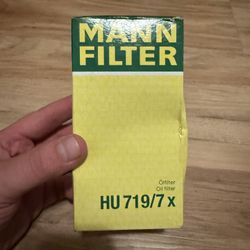 MANN
FILTER
Ölfilter
Oil filter
HU 719/7 x